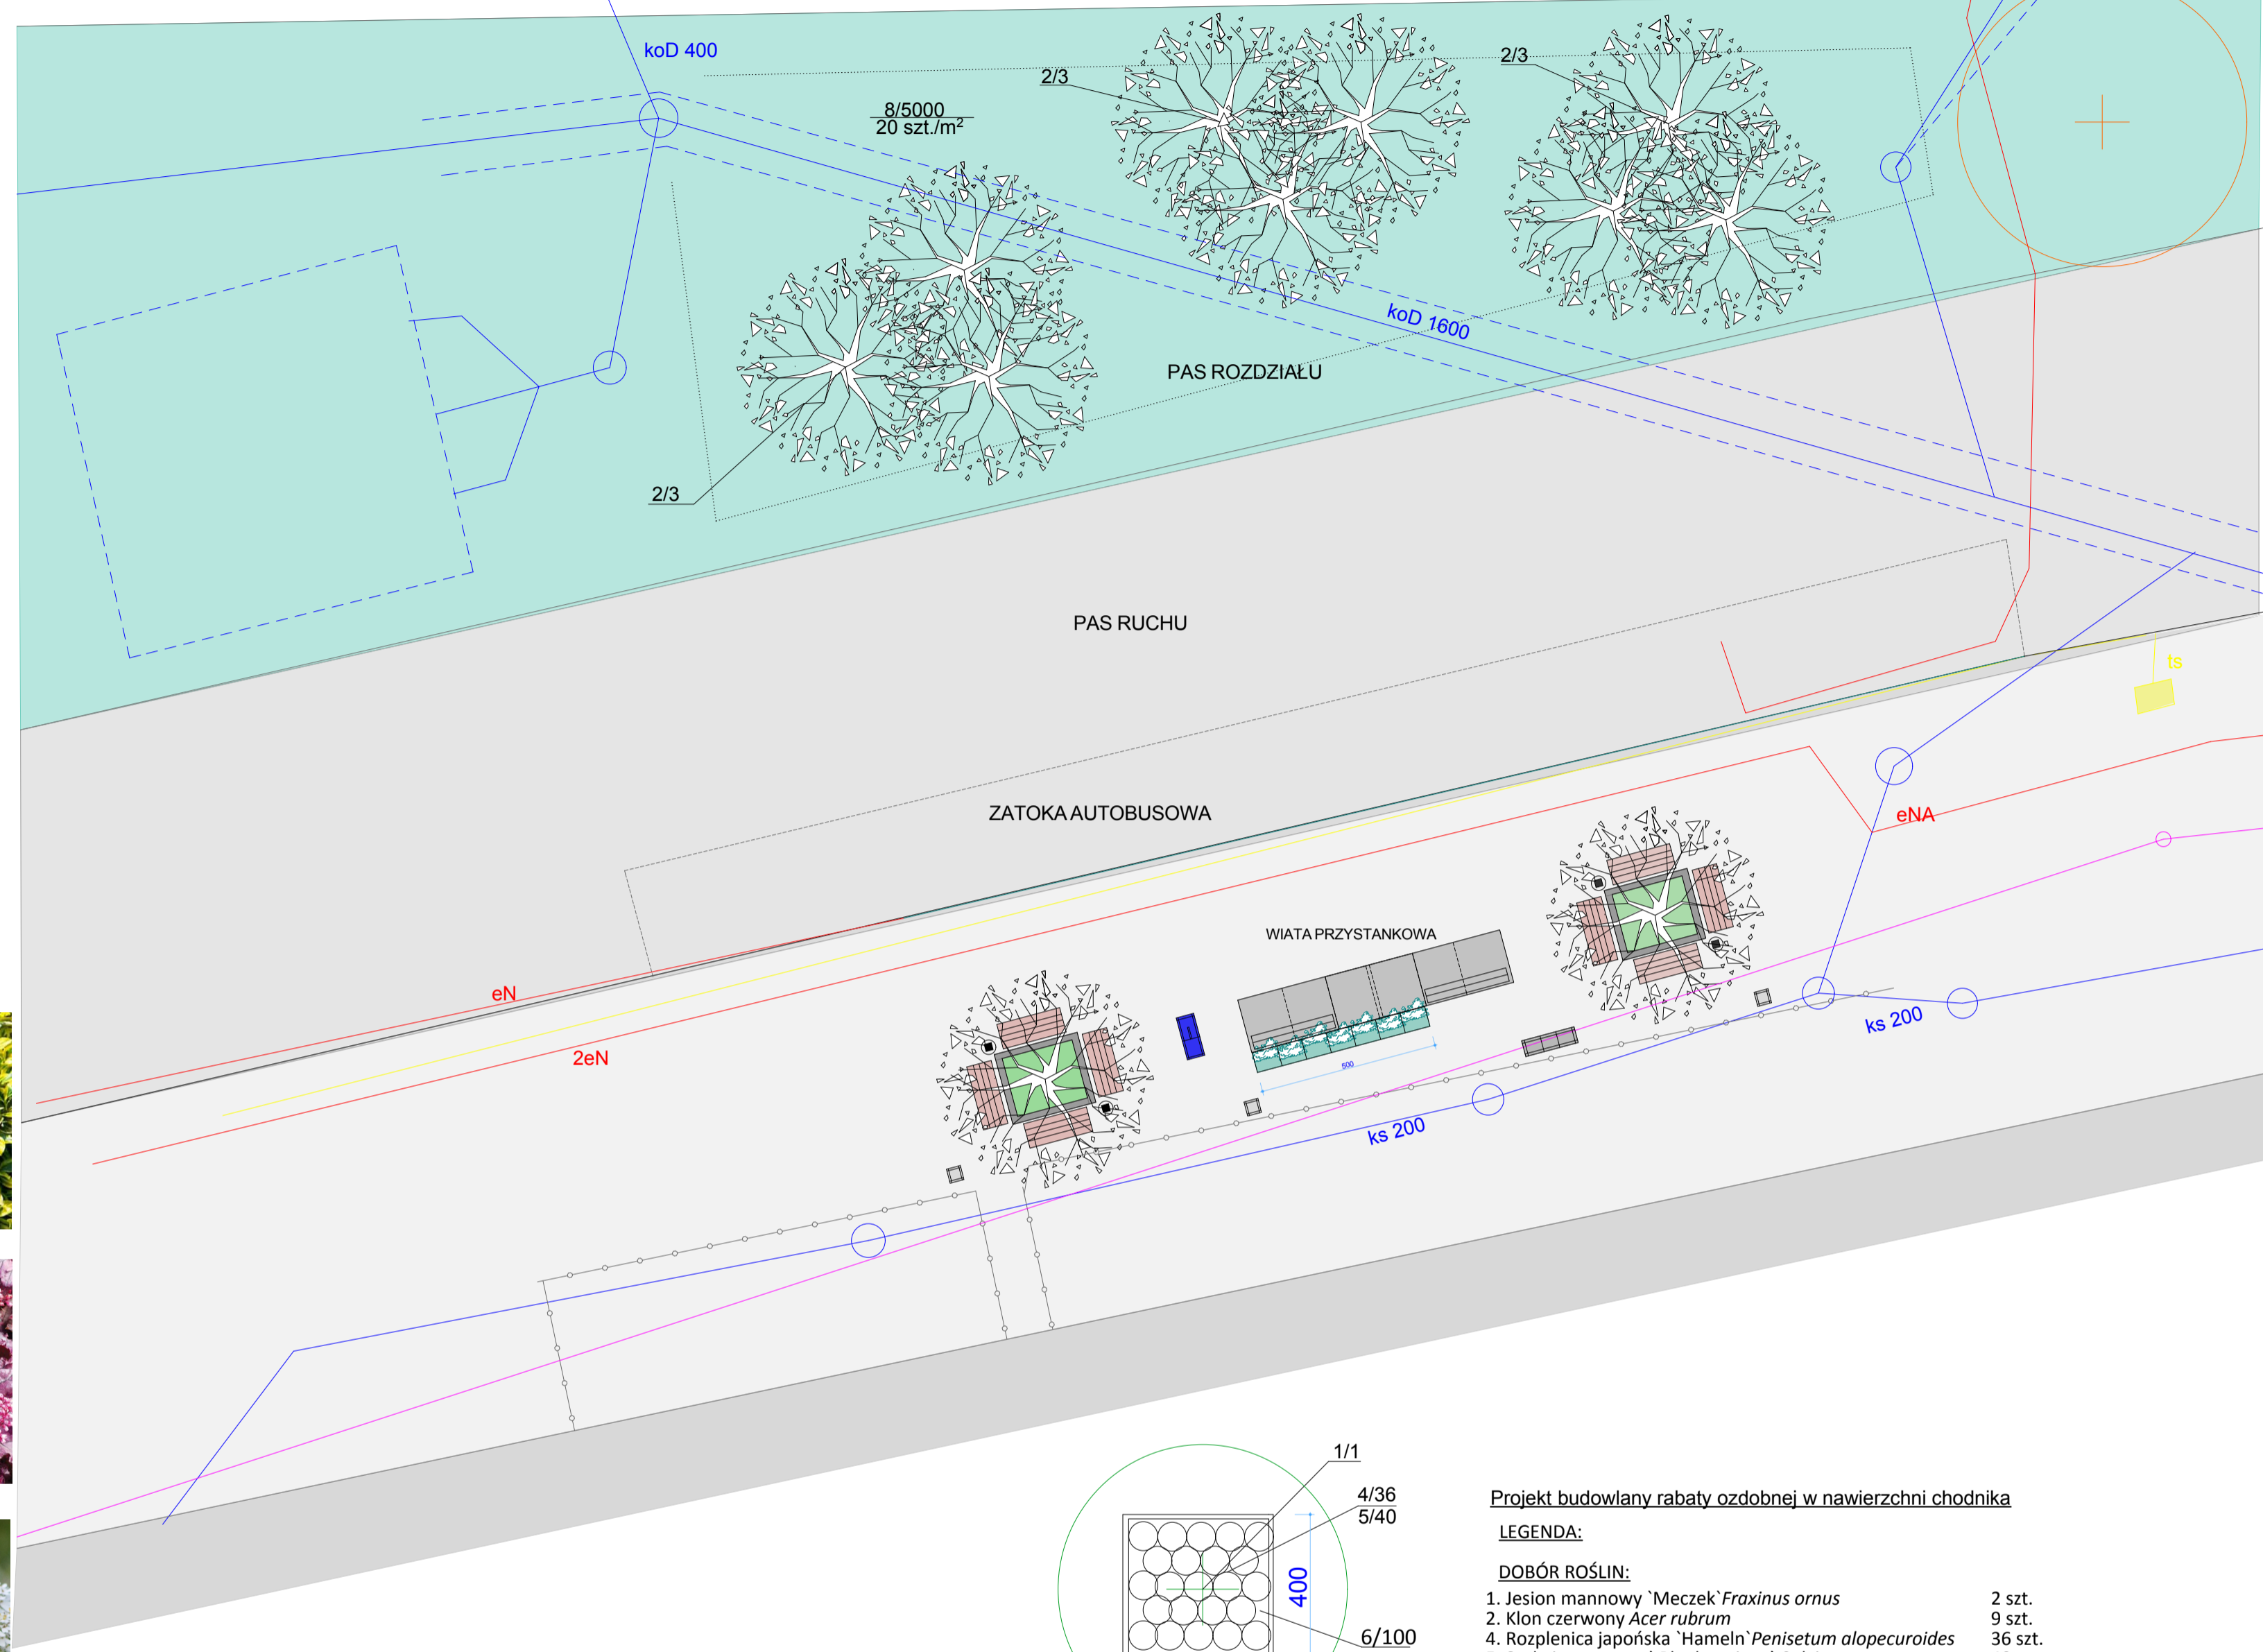 koD 400
2/3
2/3
8/5000
20 szt./m²
koD 1600
PAS ROZDZIAŁU
2/3
PAS RUCHU
ts
ZATOKA AUTOBUSOWA
eNA
WIATA PRZYSTANKOWA
eN
2eN
500
ks 200
ks 200
1/1
4/36
5/40
400
6/100
Projekt budowlany rabaty ozdobnej w nawierzchni chodnika
LEGENDA:
DOBÓR ROŚLIN:
1. Jesion mannowy `Meczek`Fraxinus ornus 2 szt.
2. Klon czerwony Acer rubrum 9 szt.
4. Rozplenica japońska `Hameln`Penisetum alopecuroides 36 szt.